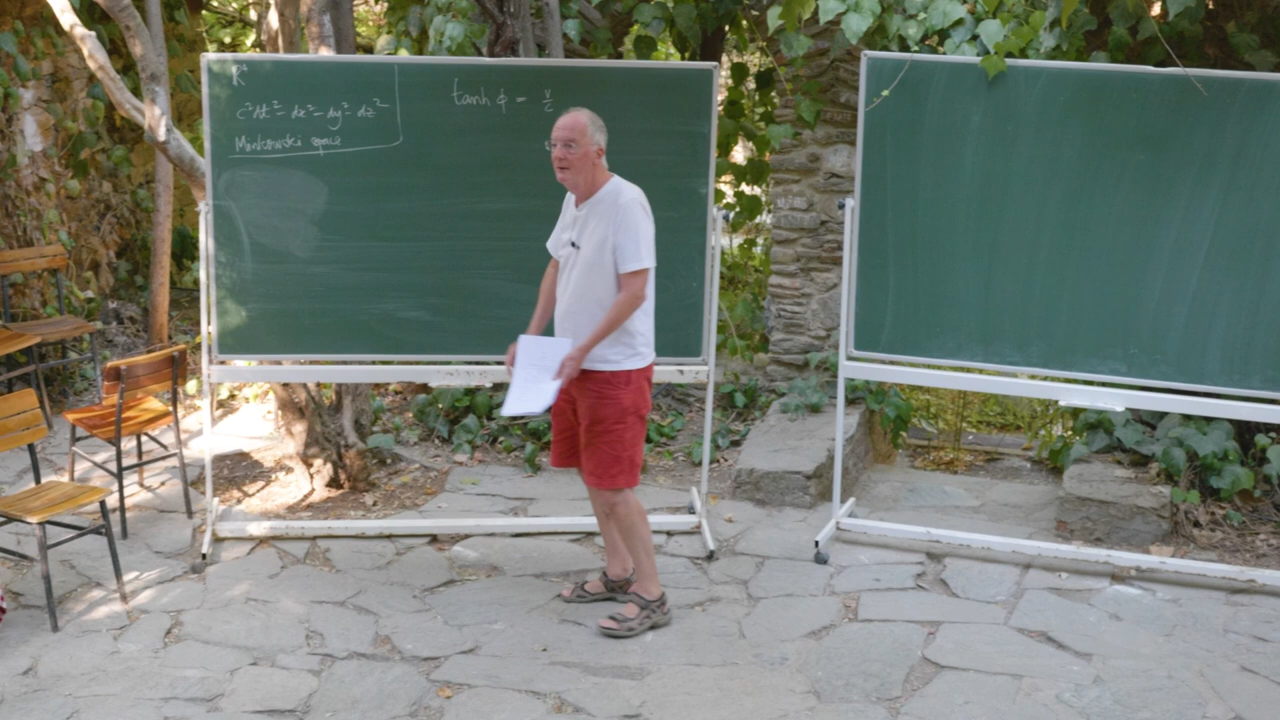 R⁴
c²dt² - dx² - dy² - dz²
Minkowski space
tanh φ = v/c